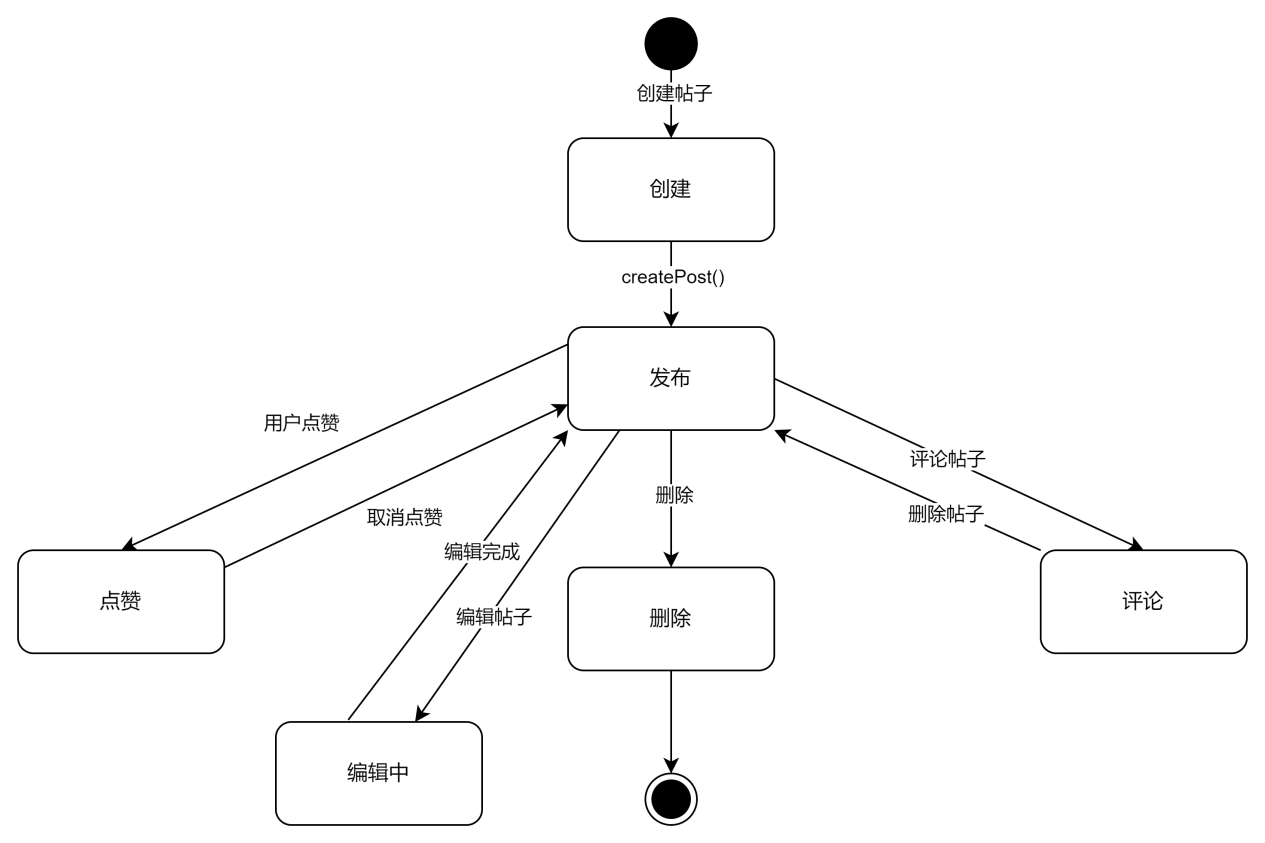 创建帖子
创建
createPost()
发布
用户点赞
评论帖子
删除
删除帖子
取消点赞
编辑完成
点赞
评论
编辑帖子
删除
编辑中